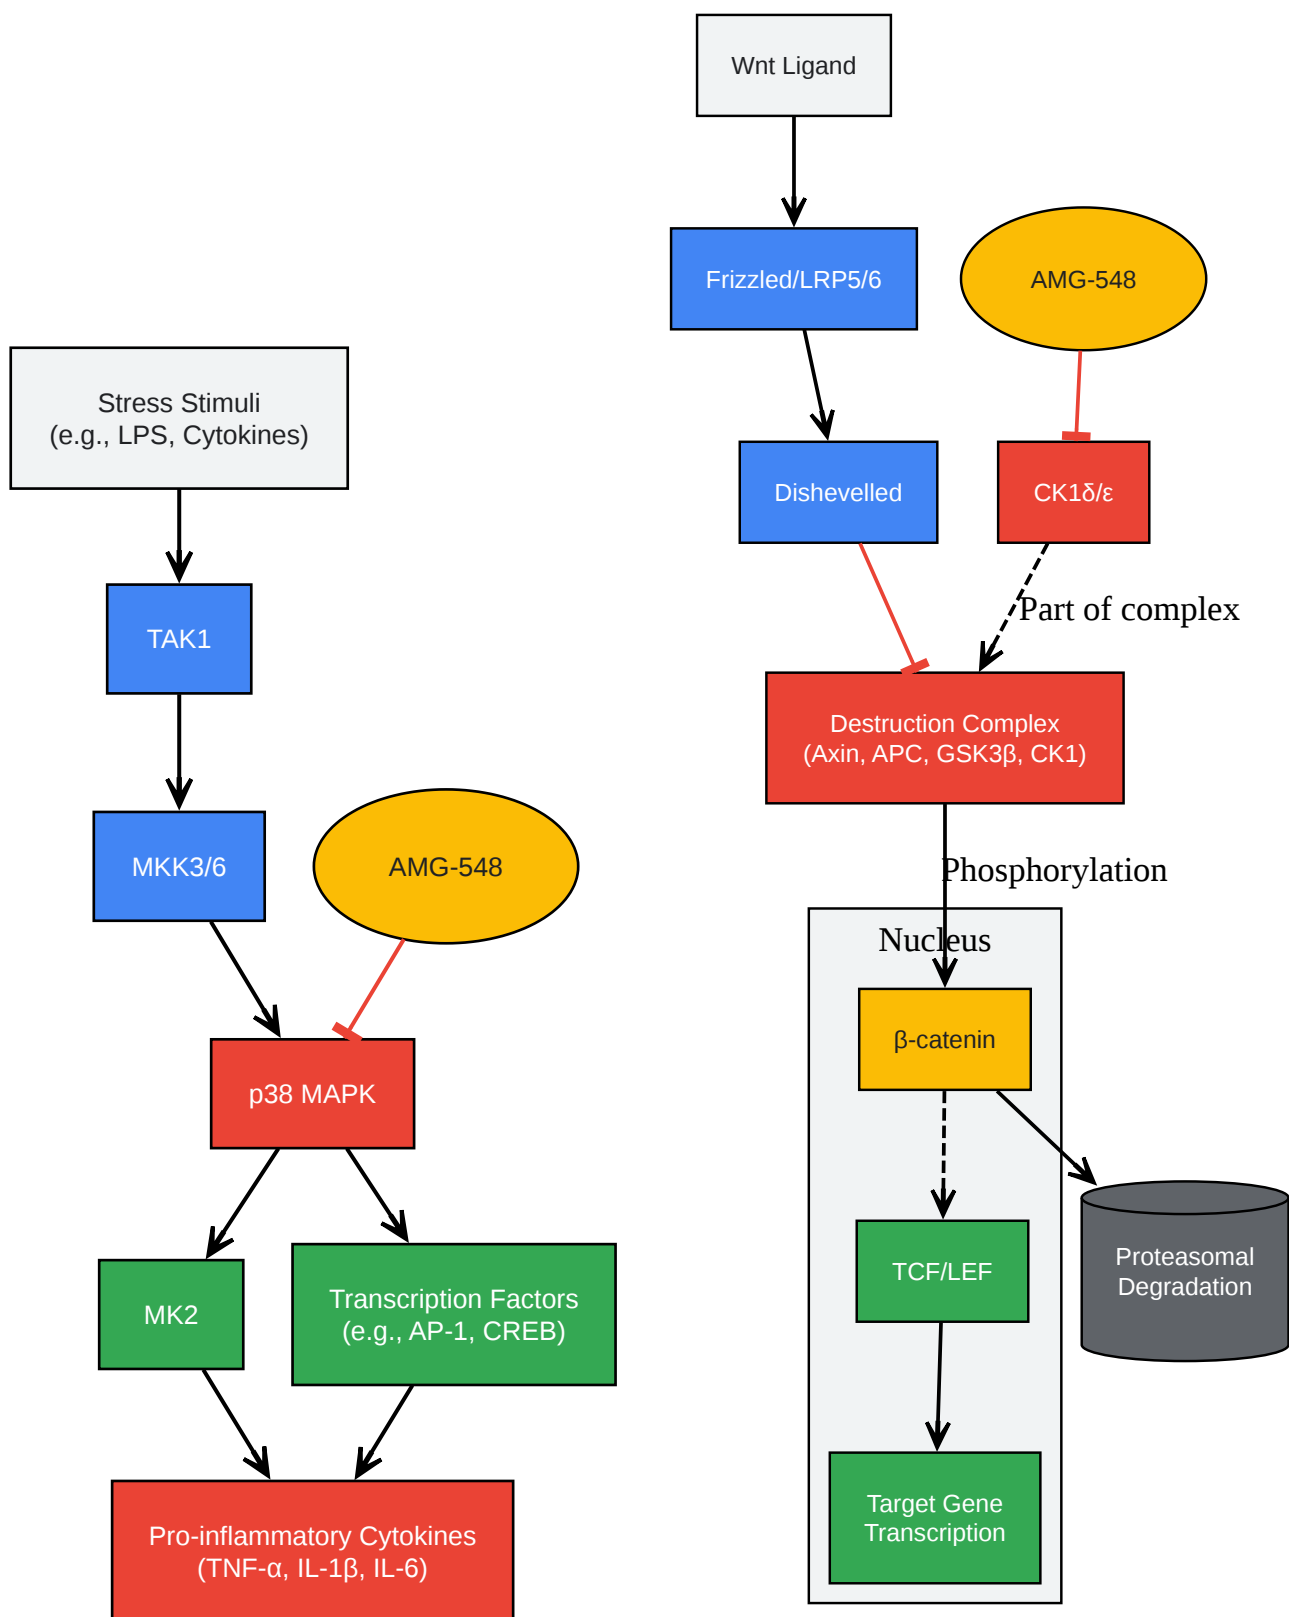 Stress Stimuli
(e.g., LPS, Cytokines)
TAK1
MKK3/6
AMG-548
p38 MAPK
MK2
Transcription Factors
(e.g., AP-1, CREB)
Pro-inflammatory Cytokines
(TNF-α, IL-1β, IL-6)
Wnt Ligand
Frizzled/LRP5/6
AMG-548
Dishevelled
CK1δ/ε
Part of complex
Destruction Complex
(Axin, APC, GSK3β, CK1)
Phosphorylation
Nucleus
β-catenin
TCF/LEF
Proteasomal
Degradation
Target Gene
Transcription